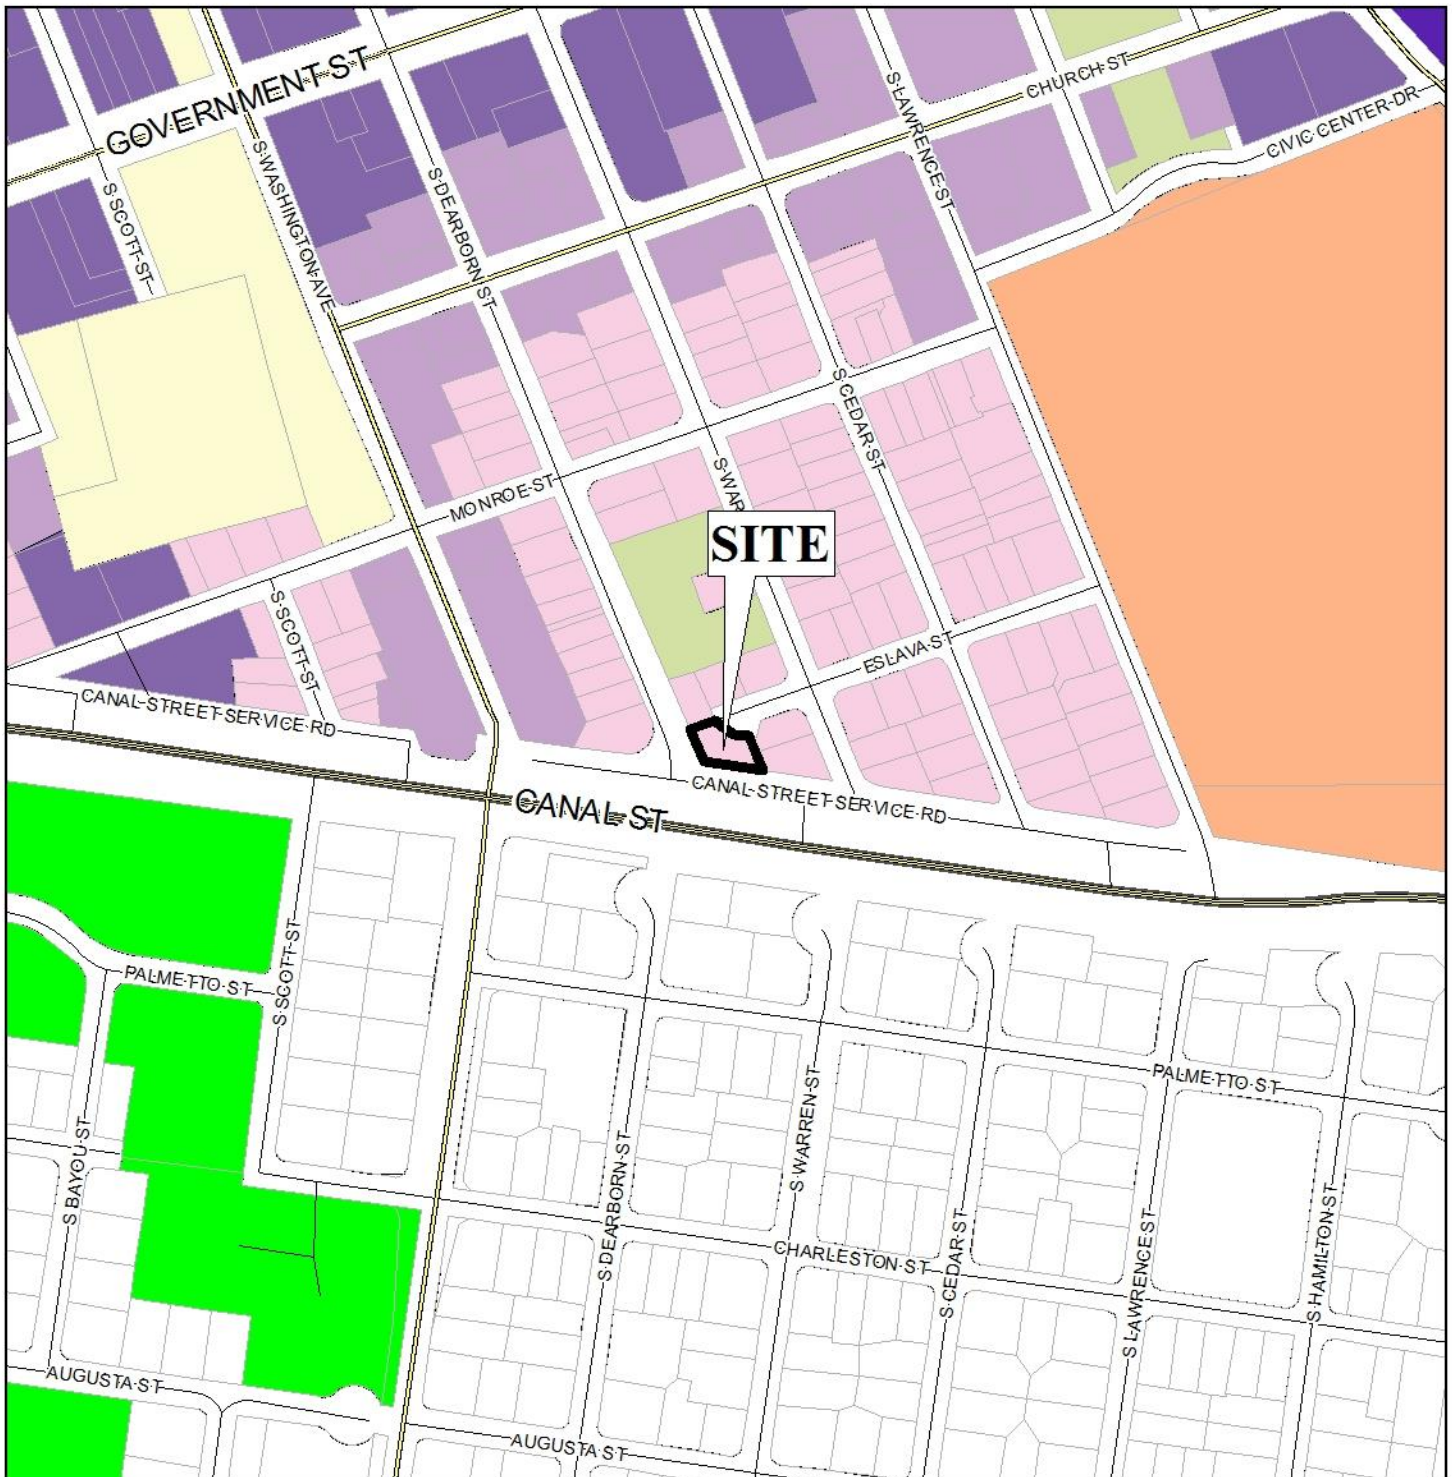 GOVERNMENT ST
CHURCH ST
CIVIC CENTER DR
S LAWRENCE ST
S WASHINGTON AVE
S SCOTT ST
S DEARBORN ST
S CEDAR ST
MONROE ST
S WAR
SITE
S SCOTT ST
ESLAVA ST
CANAL STREET SERVICE RD
CANAL STREET SERVICE RD
CANAL ST
S SCOTT ST
PALMETTO ST
PALMETTO ST
S BAYOU ST
S DEARBORN ST
S WARREN ST
S CEDAR ST
S LAWRENCE ST
S HAMILTON ST
CHARLESTON ST
AUGUSTA ST
AUGUSTA ST